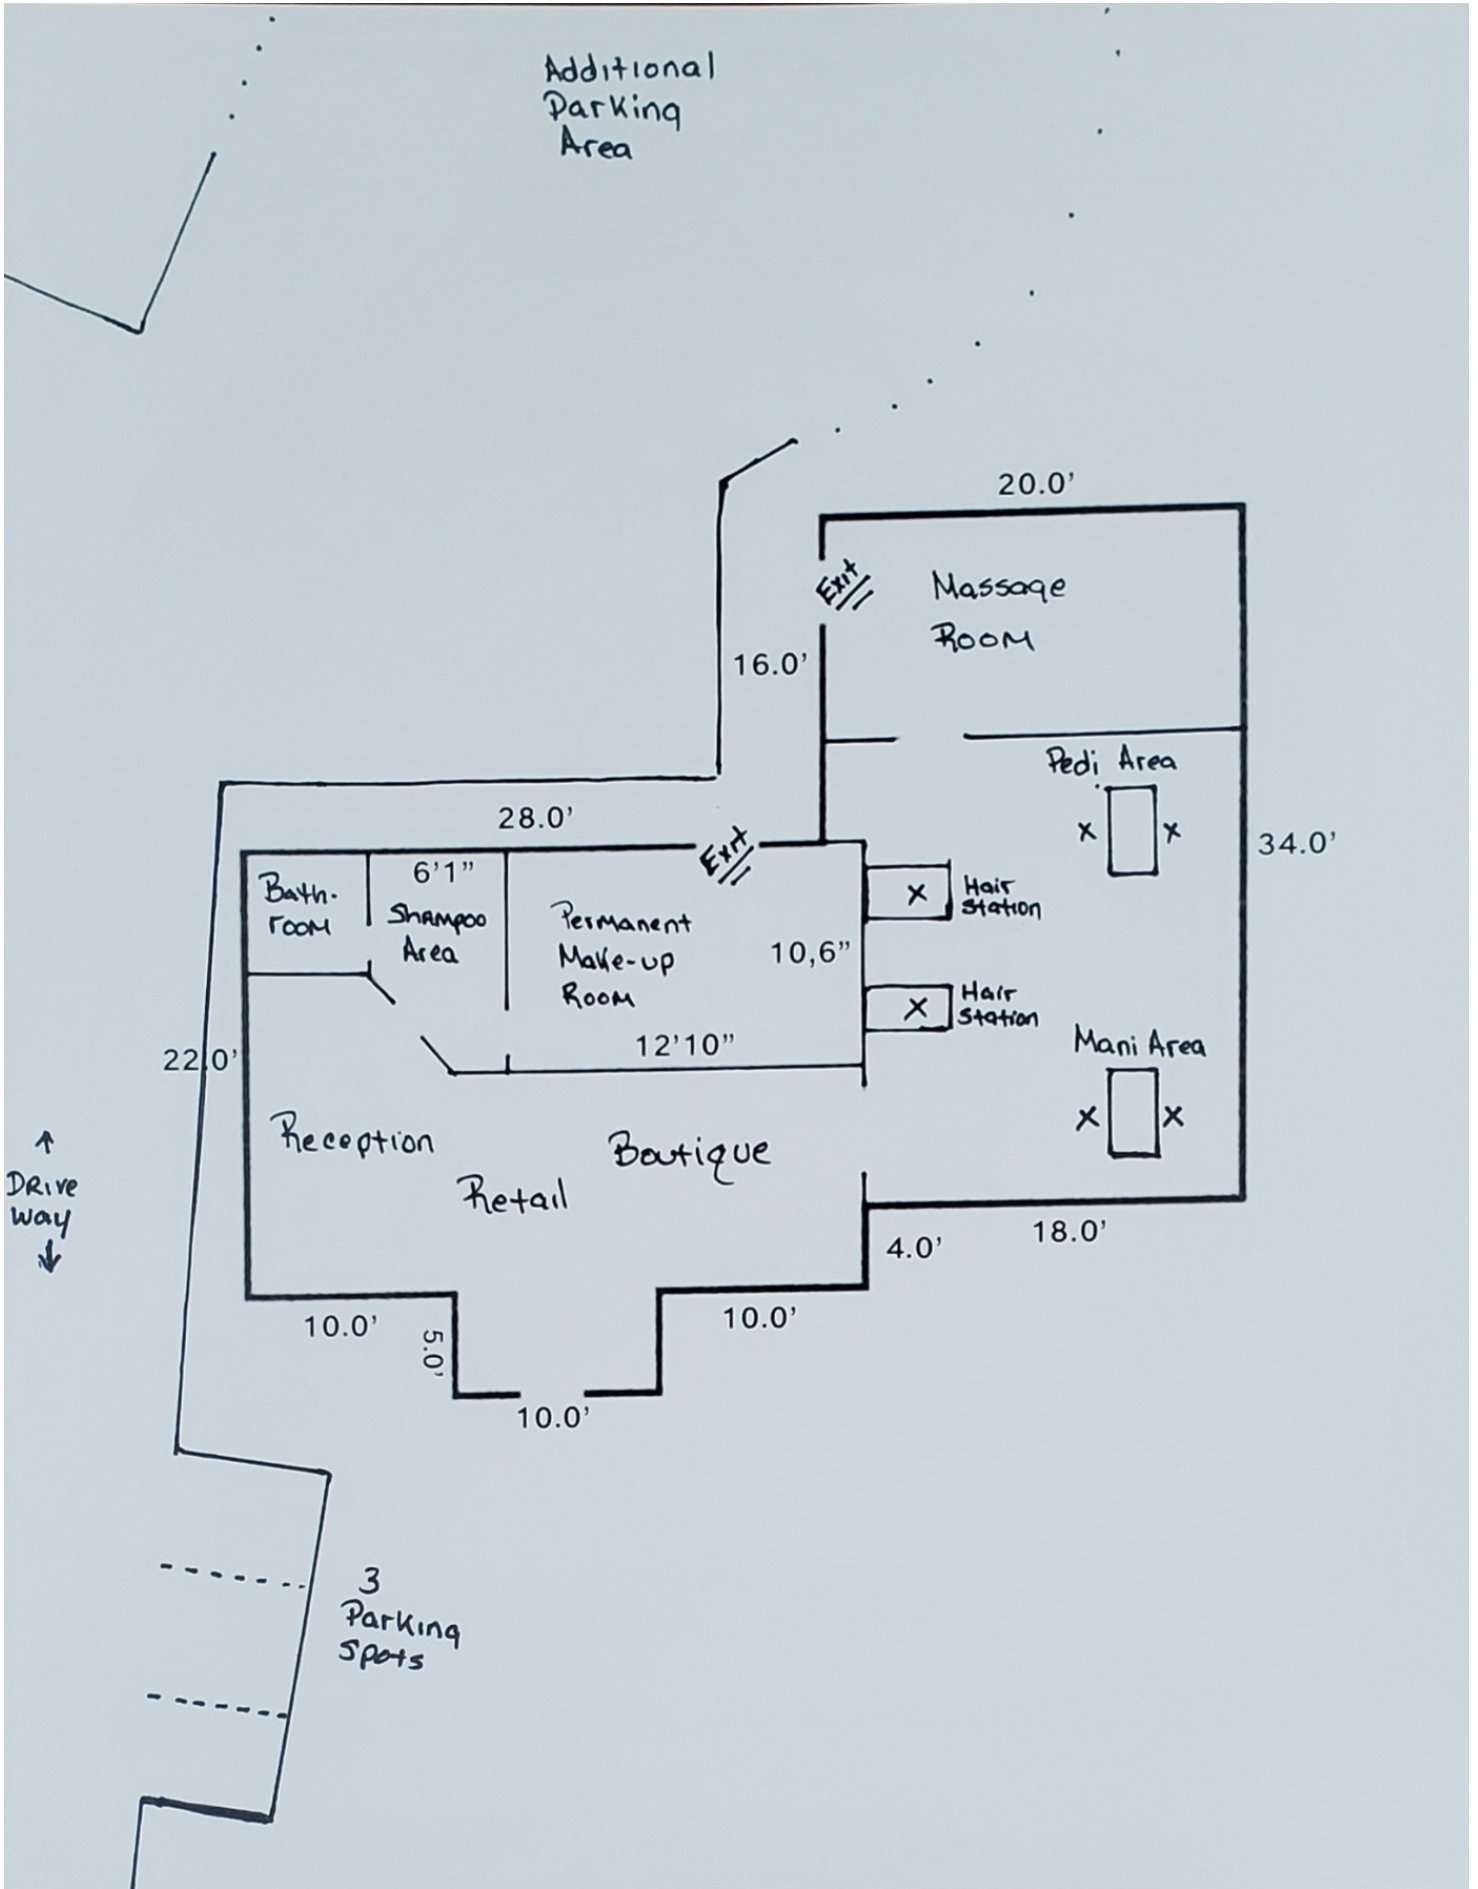 Additional
Parking
Area
20.0'
Exit
Massage
Room
16.0'
Pedi Area
x x
28.0'
Exit
34.0'
6'1"
Bath-
room
Shampoo
Area
Permanent
Make-up
Room
10,6"
x
Hair
Station
x
Hair
Station
12'10"
Mani Area
x x
22.0'
Reception
Boutique
Retail
↑
Drive
way
↓
4.0'
18.0'
10.0'
5.0'
10.0'
10.0'
3
Parking
Spots